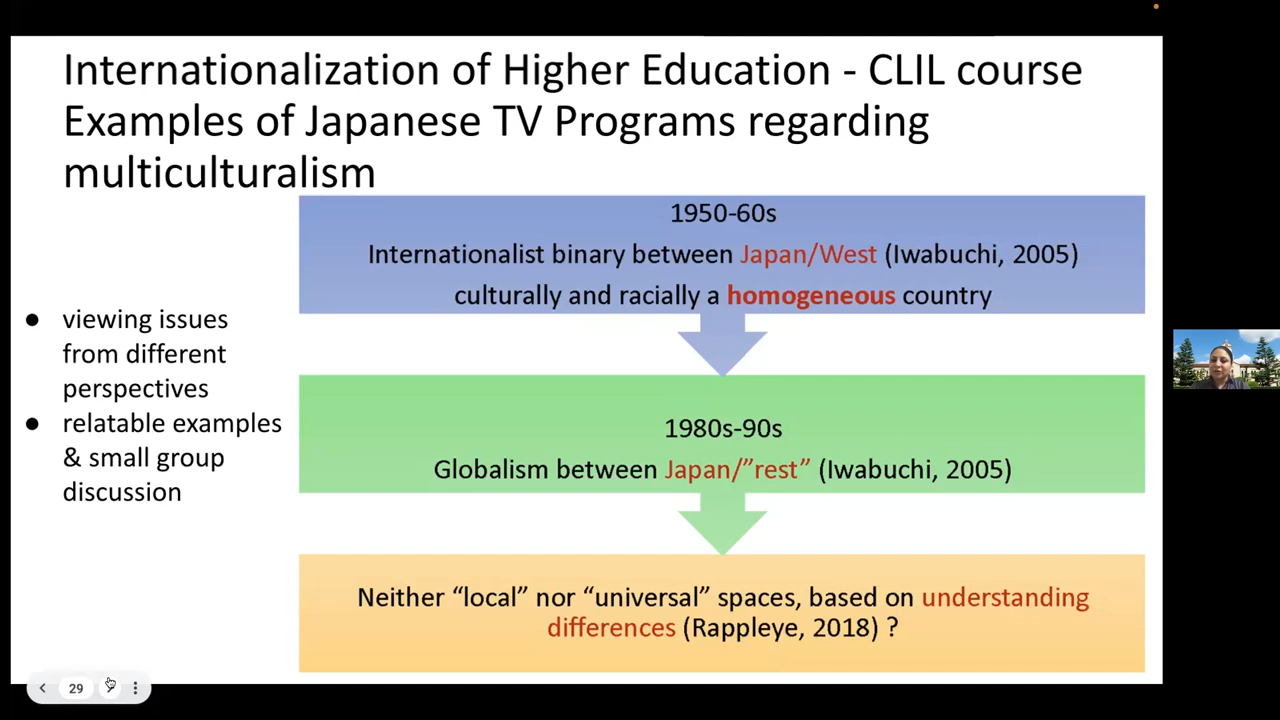 Internationalization of Higher Education - CLIL course
Examples of Japanese TV Programs regarding
multiculturalism
1950-60s
Internationalist binary between Japan/West (Iwabuchi, 2005)
culturally and racially a homogeneous country
● viewing issues
from different
perspectives
● relatable examples
& small group
discussion
1980s-90s
Globalism between Japan/”rest” (Iwabuchi, 2005)
Neither “local” nor “universal” spaces, based on understanding
differences (Rappleye, 2018) ?
29